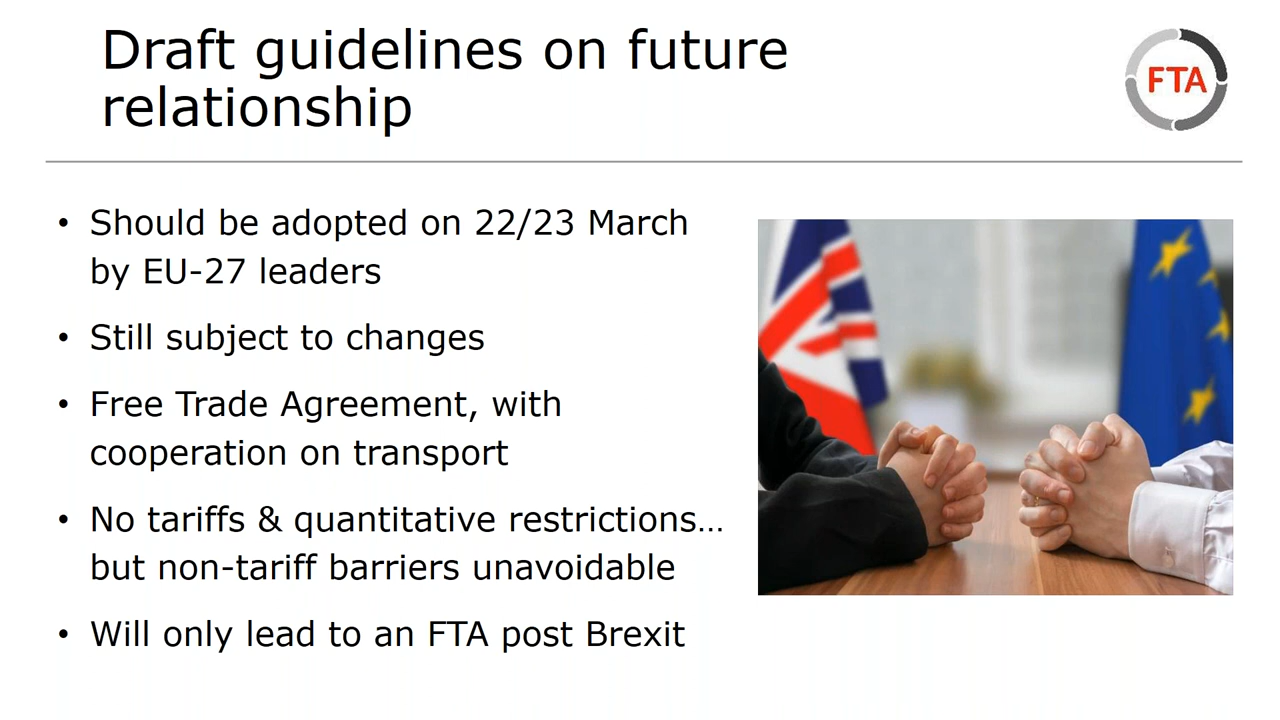 Draft guidelines on future
relationship
FTA
• Should be adopted on 22/23 March
by EU-27 leaders
• Still subject to changes
• Free Trade Agreement, with
cooperation on transport
• No tariffs & quantitative restrictions...
but non-tariff barriers unavoidable
• Will only lead to an FTA post Brexit